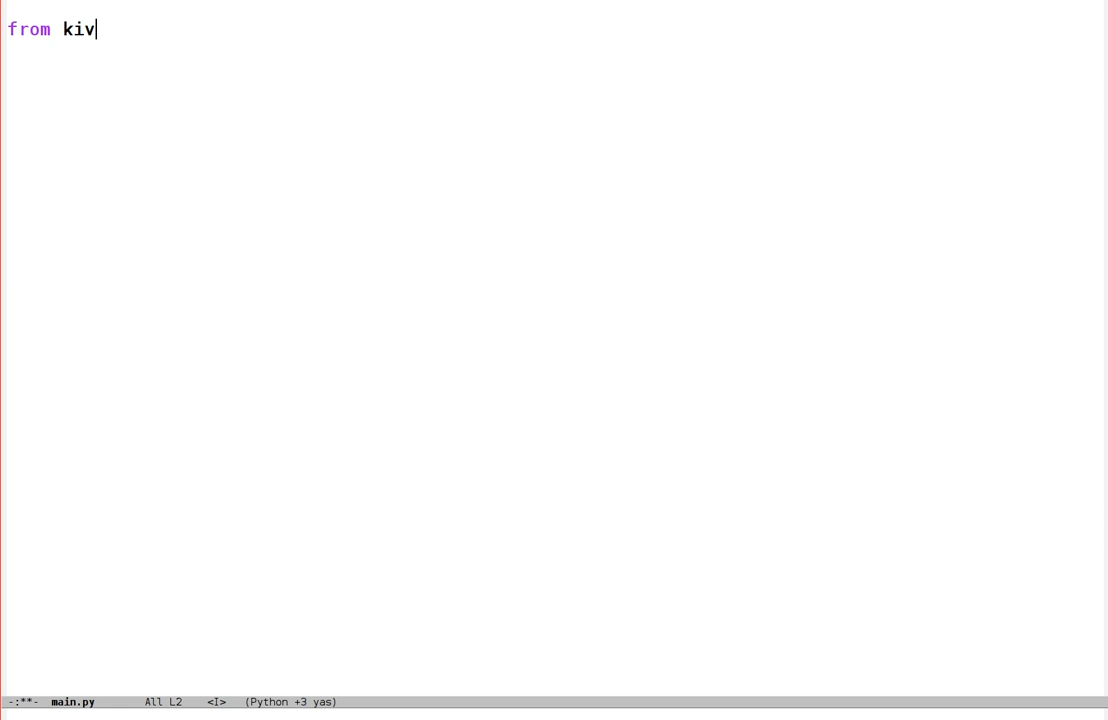 from kiv
-:**-  main.py        All L2    <I>   (Python +3 yas)